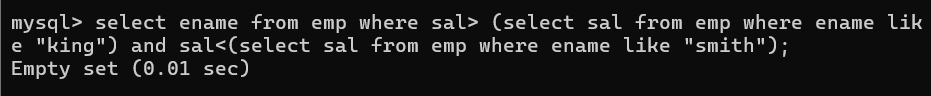 mysql> select ename from emp where sal> (select sal from emp where ename lik
e "king") and sal<(select sal from emp where ename like "smith");
Empty set (0.01 sec)